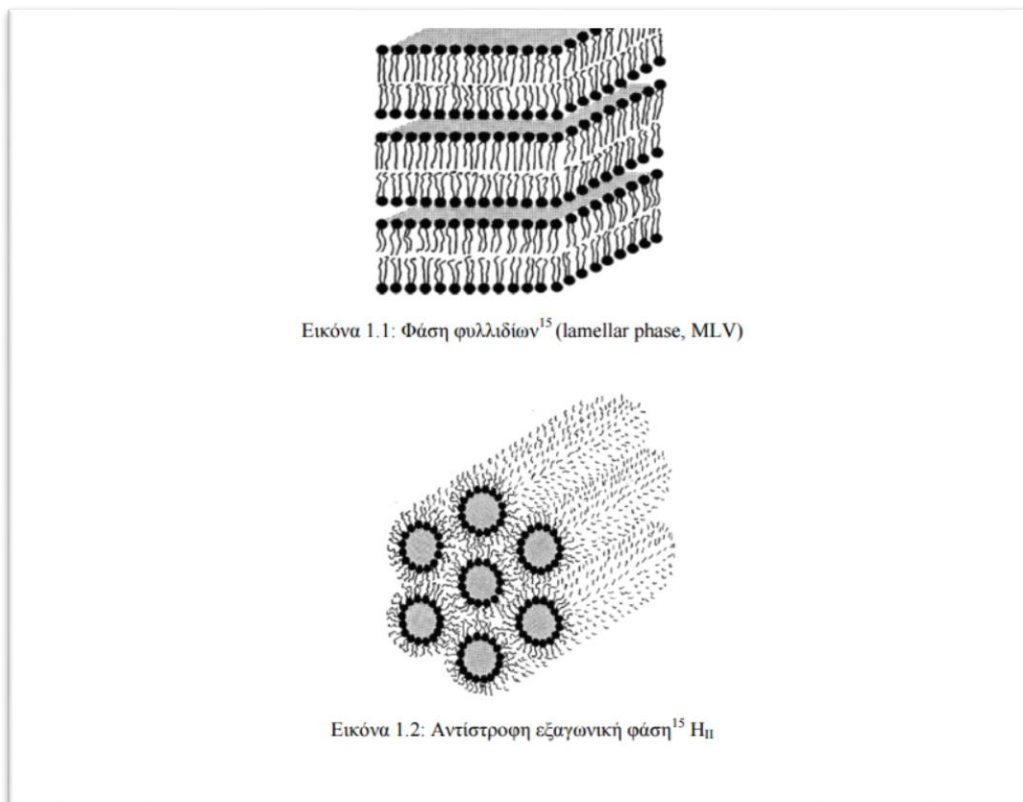 Εικόνα 1.1: Φάση φυλλιδίων¹⁵ (lamellar phase, MLV)
Εικόνα 1.2: Αντίστροφη εξαγωνική φάση¹⁵ H_II